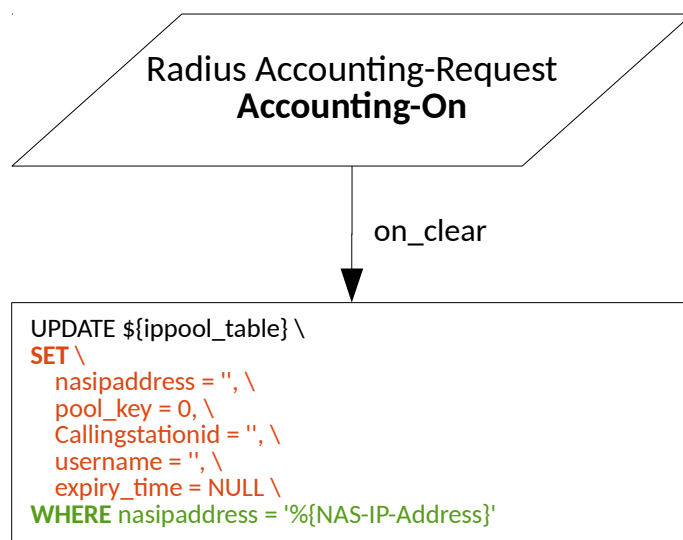 Radius Accounting-Request
Accounting-On
on_clear
UPDATE ${ippool_table} \
SET \
nasipaddress = '', \
pool_key = 0, \
Callingstationid = '', \
username = '', \
expiry_time = NULL \
WHERE nasipaddress = '%{NAS-IP-Address}'